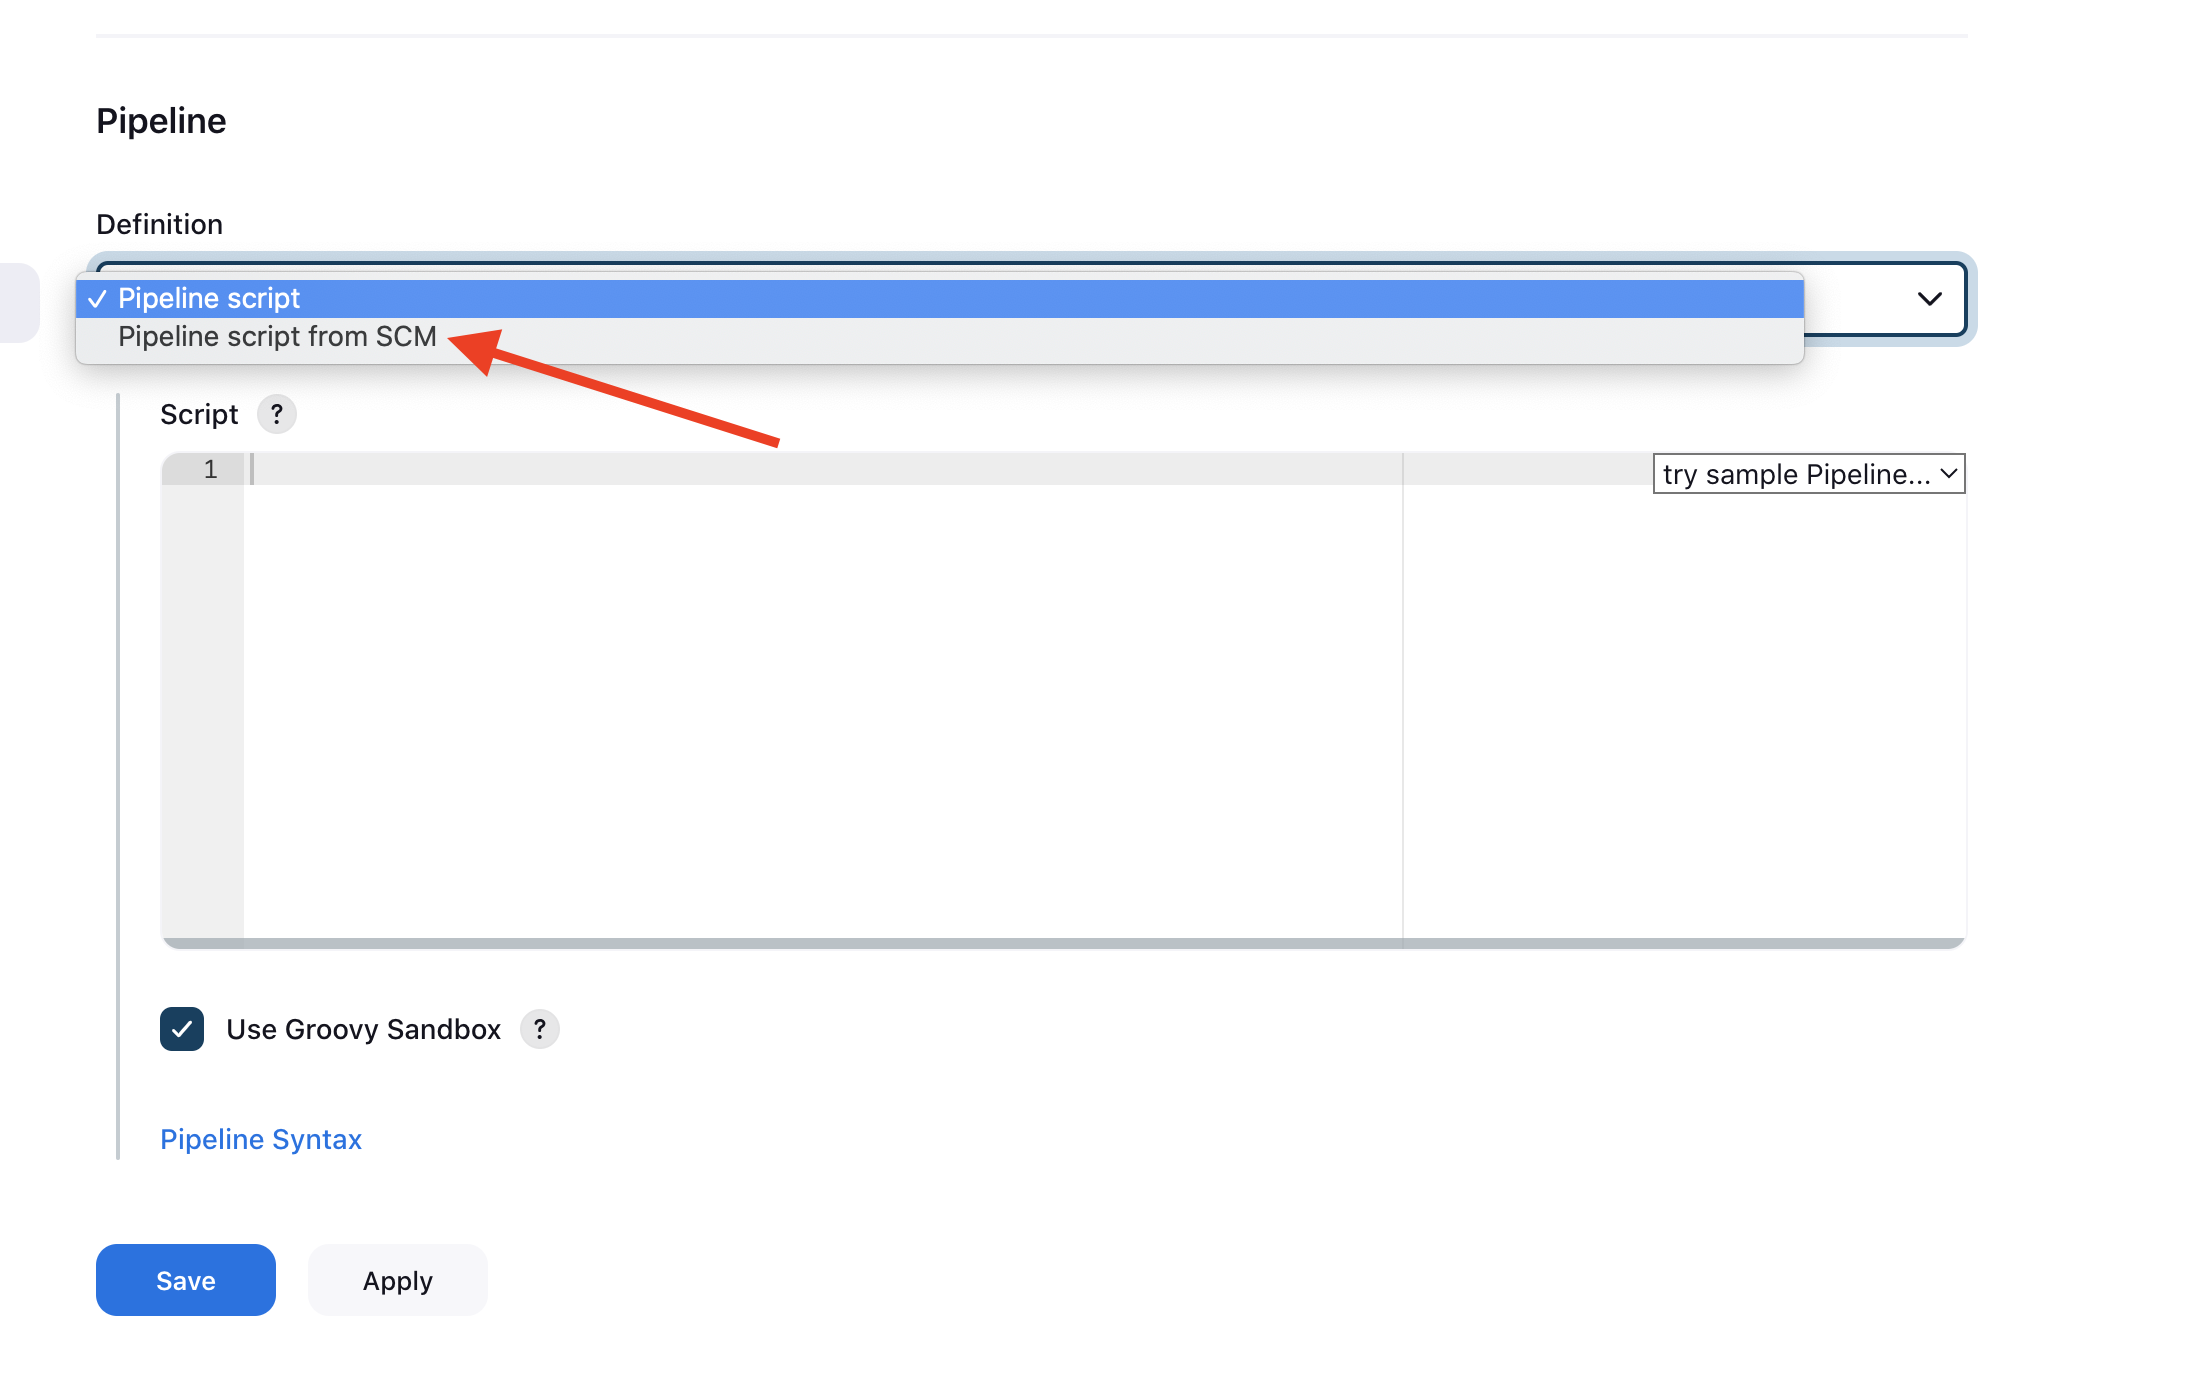 Pipeline
Definition
✓ Pipeline script
Pipeline script from SCM
Script ?
1
try sample Pipeline...
Use Groovy Sandbox ?
Pipeline Syntax
Save
Apply